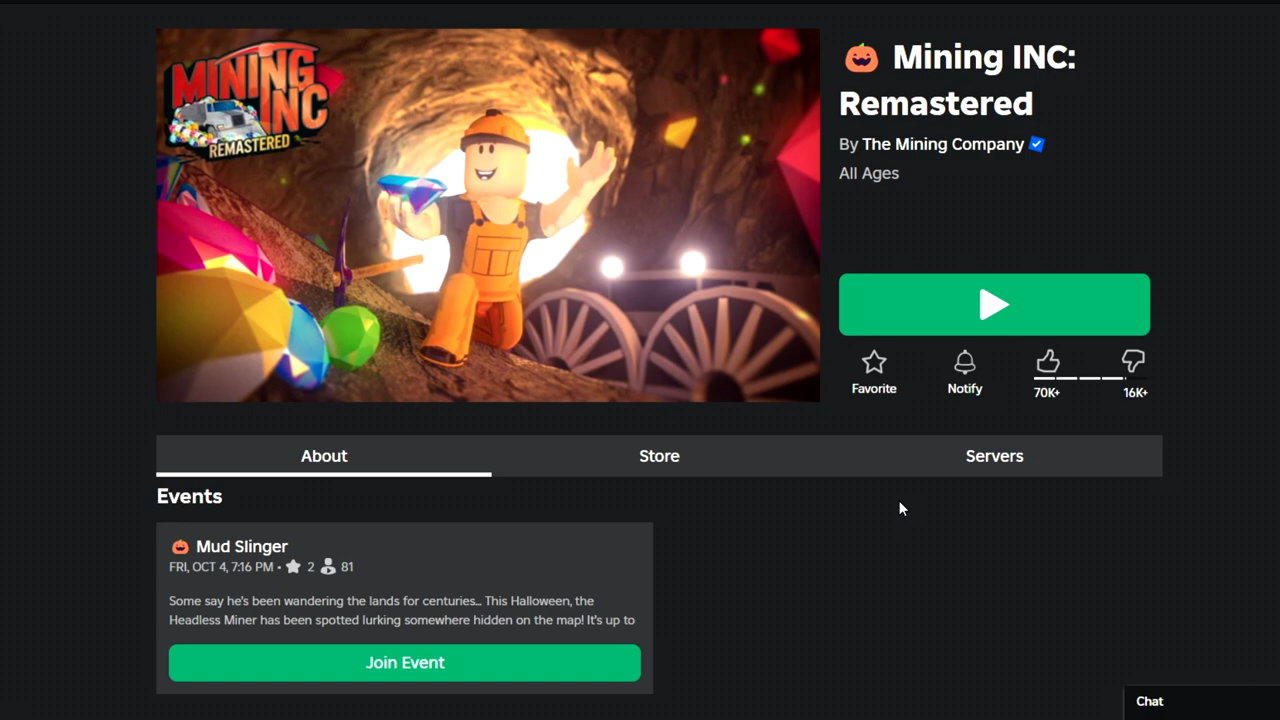 MINING
INC
REMASTERED
🎃 Mining INC:
Remastered
By The Mining Company
All Ages
Favorite
Notify
70K+
16K+
About
Store
Servers
Events
🎃 Mud Slinger
FRI, OCT 4, 7:16 PM • ★ 2 81
Some say he's been wandering the lands for centuries... This Halloween, the
Headless Miner has been spotted lurking somewhere hidden on the map! It's up to
Join Event
Chat